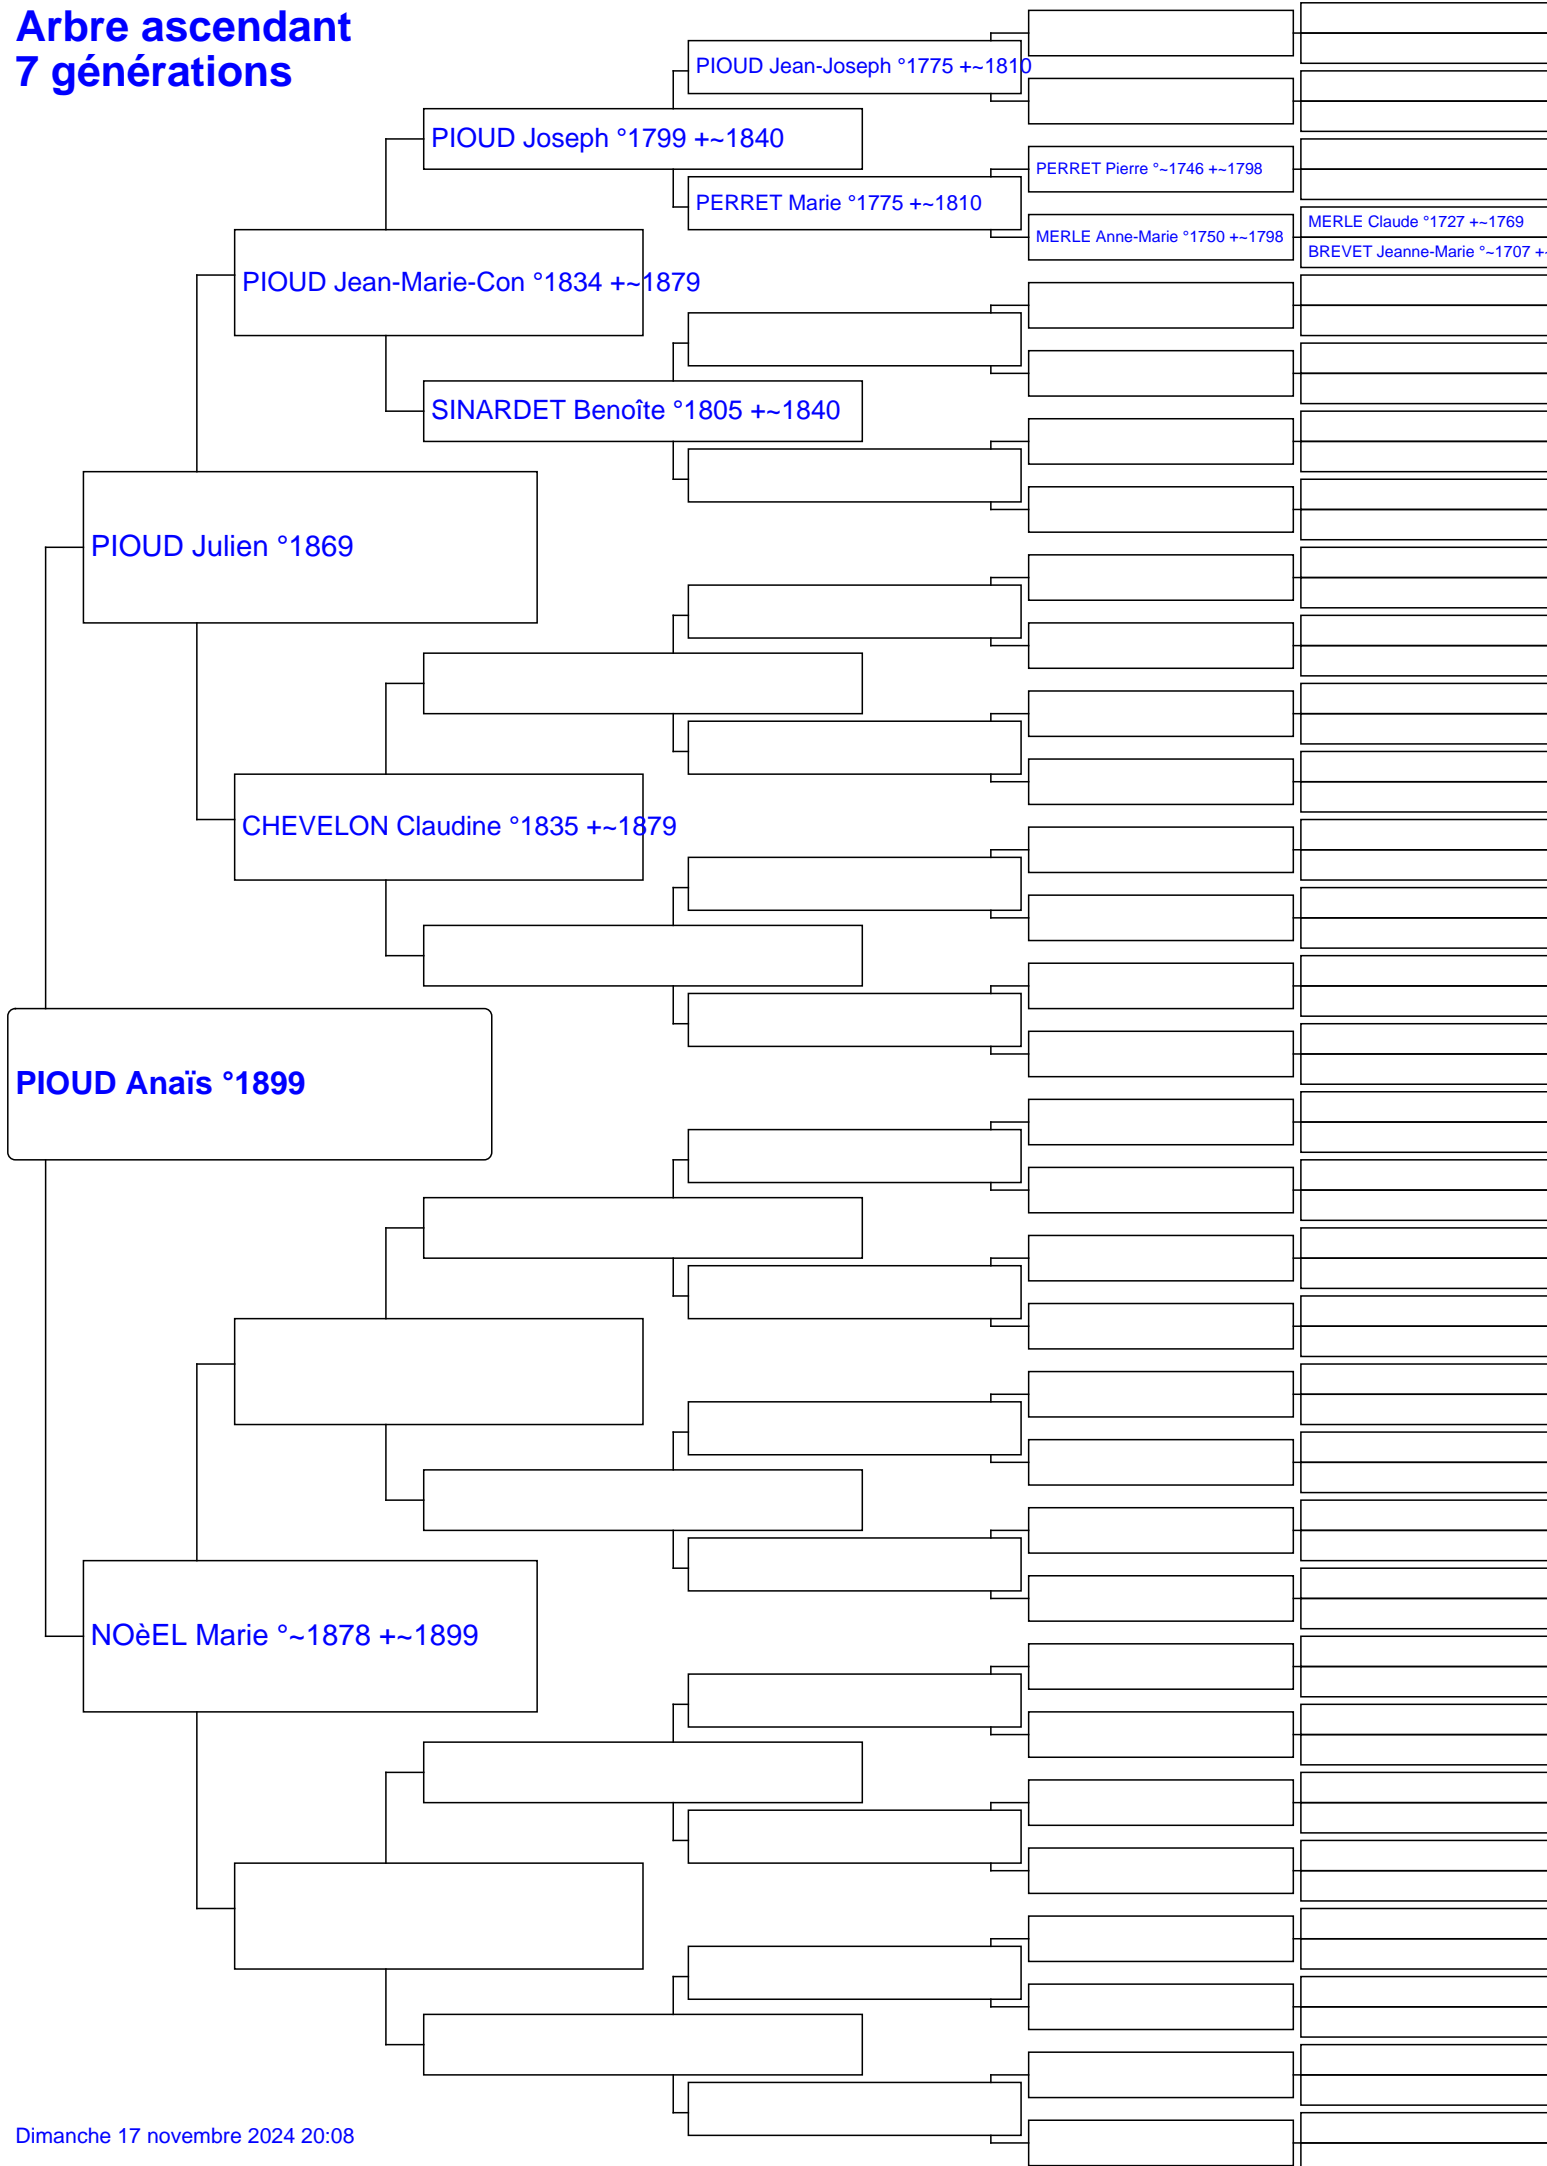 Arbre ascendant
7 générations
PIOUD Jean-Joseph °1775 +~1810
PIOUD Joseph °1799 +~1840
PERRET Pierre °~1746 +~1798
PERRET Marie °1775 +~1810
MERLE Claude °1727 +~1769
MERLE Anne-Marie °1750 +~1798
BREVET Jeanne-Marie °~1707 +~
PIOUD Jean-Marie-Con °1834 +~1879
SINARDET Benoîte °1805 +~1840
PIOUD Julien °1869
CHEVELON Claudine °1835 +~1879
PIOUD Anaïs °1899
NOèEL Marie °~1878 +~1899
Dimanche 17 novembre 2024 20:08